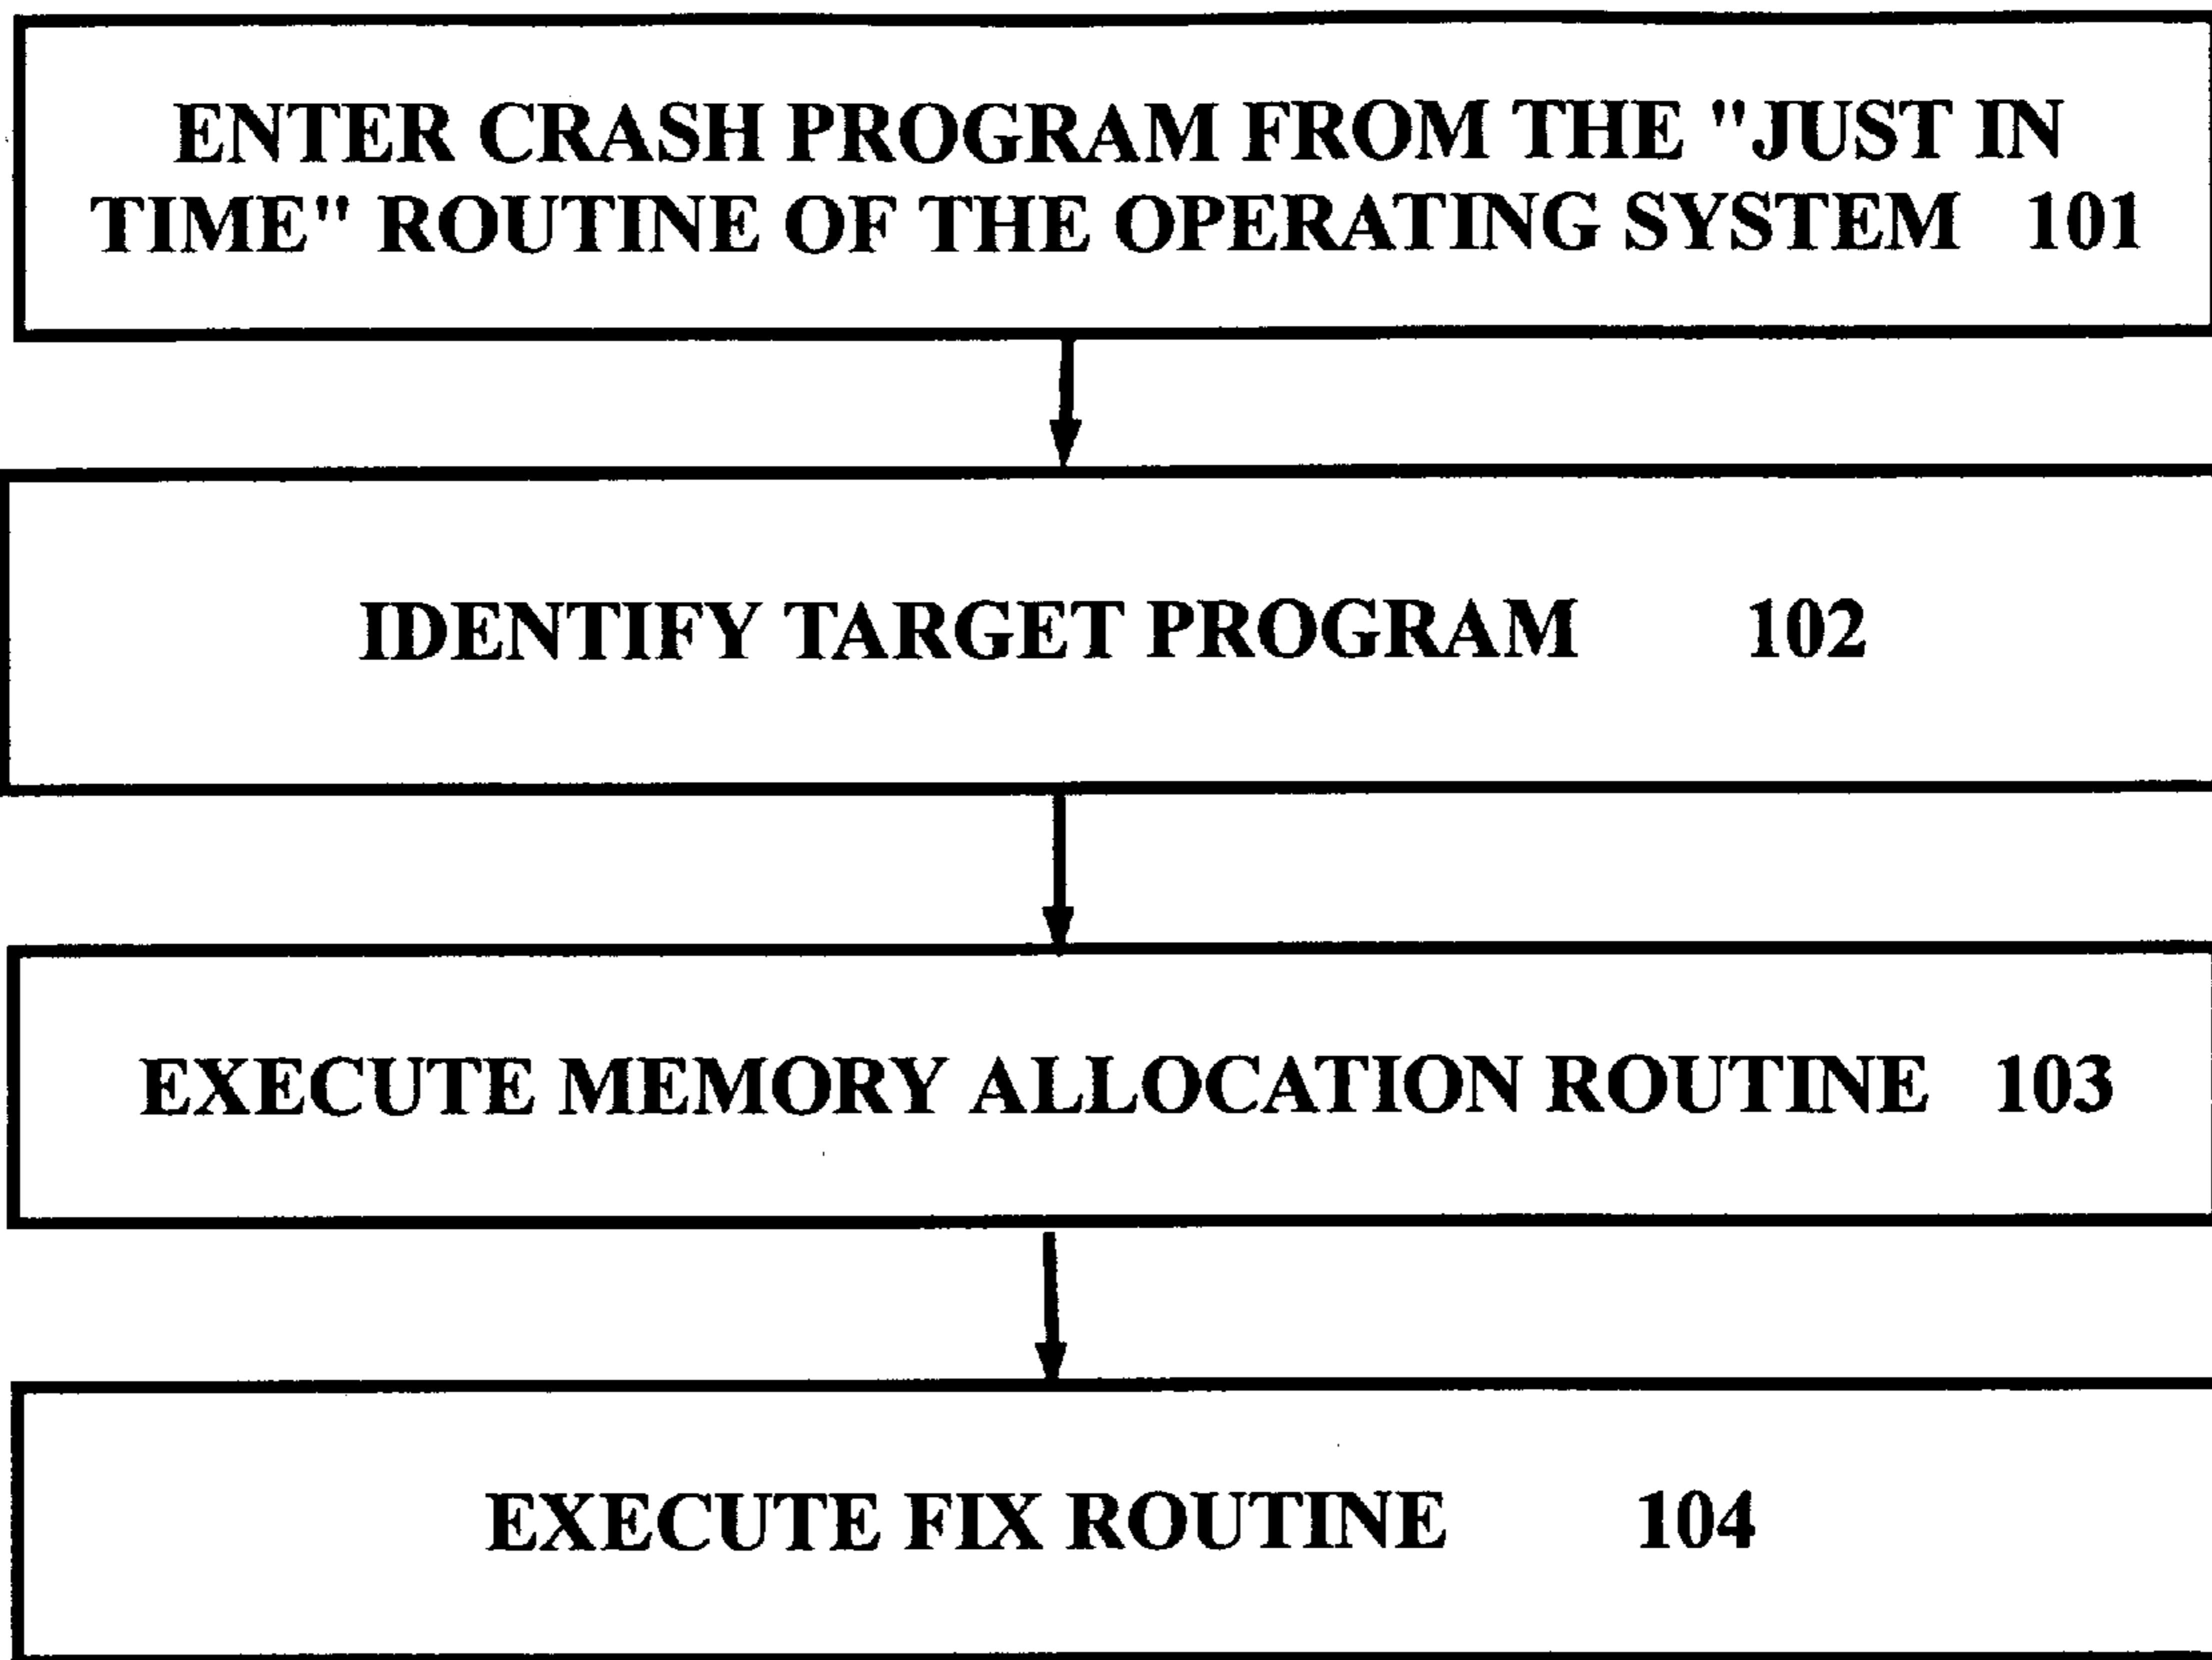 ENTER CRASH PROGRAM FROM THE "JUST IN
TIME" ROUTINE OF THE OPERATING SYSTEM 101
IDENTIFY TARGET PROGRAM 102
EXECUTE MEMORY ALLOCATION ROUTINE 103
EXECUTE FIX ROUTINE 104